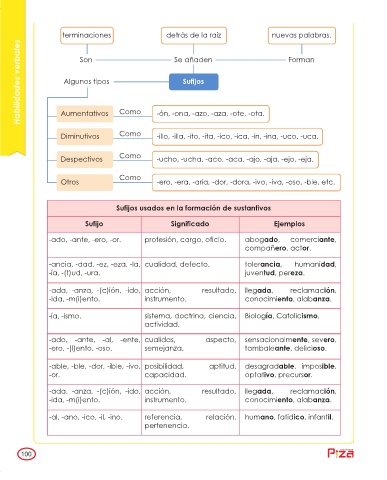 Habilidades verbales
terminaciones
detrás de la raíz
nuevas palabras.
Son
Se añaden
Forman
Algunos tipos
Sufijos
Aumentativos
Como
-ón, -ona, -azo, -aza, -ote, -ota.
Diminutivos
Como
-illo, -illa, -ito, -ita, -ico, -ica, -ín, -ina, -uco, -uca.
Despectivos
Como
-ucho, -ucha, -aco, -aca, -ajo, -aja, -ejo, -eja.
Otros
Como
-ero, -era, -aria, -dor, -dora, -ivo, -iva, -oso, -ble, etc.
Sufijos usados en la formación de sustantivos
Sufijo Significado Ejemplos
-ado, -ante, -ero, -or. profesión, cargo, oficio. abogado, comerciante,
compañero, actor.
-ancia, -dad, -ez, -eza, -ía, cualidad, defecto. tolerancia, humanidad,
-ia, -(t)ud, -ura. juventud, pereza.
-ada, -anza, -(c)ión, -ido, acción, resultado, llegada, reclamación,
-ida, -m(i)ento. instrumento. conocimiento, alabanza.
-ía, -ismo. sistema, doctrina, ciencia, Biología, Catolicismo.
actividad.
-ado, -ante, -al, -ente, cualidas, aspecto, sensacionalmente, severo,
-ero, -(i)ento, -oso. semejanza. tambaleante, delicioso.
-able, -ble, -dor, -ible, -ivo, posibilidad, aptitud, desagradable, imposible,
-or. capacidad. optativo, precursor.
-ada, -anza, -(c)ión, -ido, acción, resultado, llegada, reclamación,
-ida, -m(i)ento. instrumento. conocimiento, alabanza.
-al, -ano, -ico, -il, -ino. referencia, relación, humano, fatídico, infantil.
pertenencia.
100
Piza